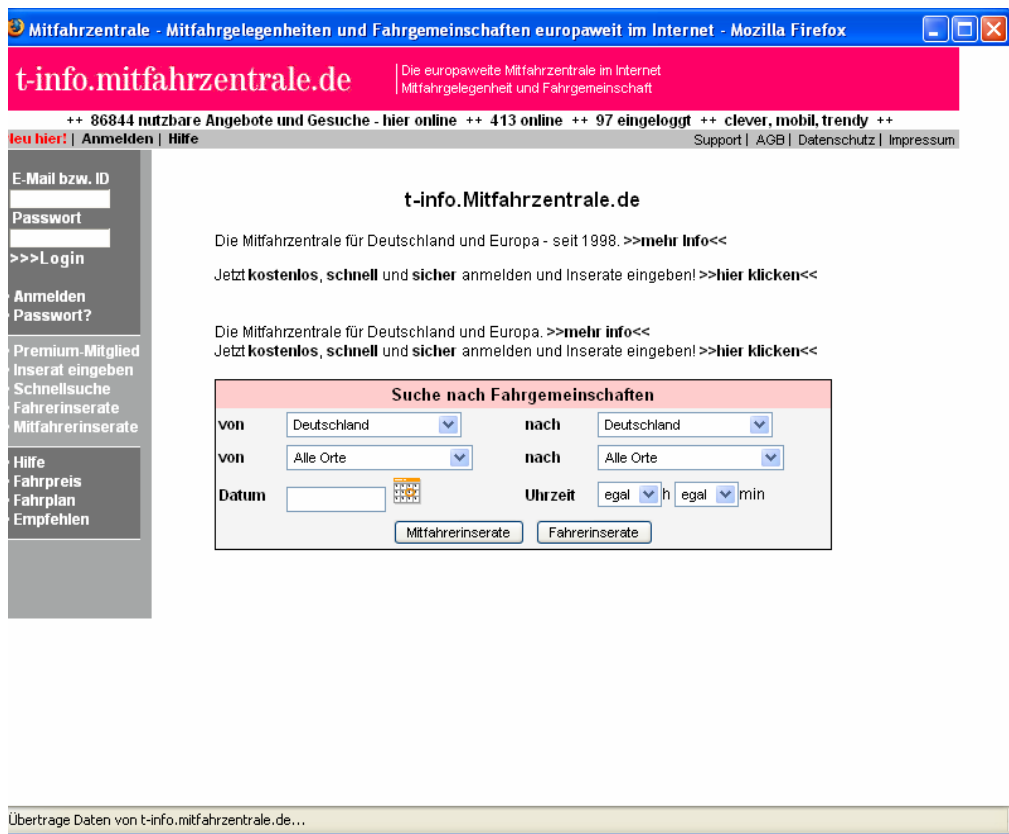 Mitfahrzentrale - Mitfahrgelegenheiten und Fahrgemeinschaften europaweit im Internet - Mozilla Firefox
t-info.mitfahrzentrale.de
Die europaweite Mitfahrzentrale im Internet
Mitfahrgelegenheit und Fahrgemeinschaft
++ 86844 nutzbare Angebote und Gesuche - hier online ++ 413 online ++ 97 eingeloggt ++ clever, mobil, trendy ++
leu hier! | Anmelden | Hilfe
Support | AGB | Datenschutz | Impressum
E-Mail bzw. ID
Passwort
>>>Login
Anmelden
Passwort?
Premium-Mitglied
Inserat eingeben
Schnellsuche
Fahrerinserate
Mitfahrerinserate
Hilfe
Fahrpreis
Fahrplan
Empfehlen
t-info.Mitfahrzentrale.de
Die Mitfahrzentrale für Deutschland und Europa - seit 1998. >>mehr Info<<
Jetzt kostenlos, schnell und sicher anmelden und Inserate eingeben! >>hier klicken<<
Die Mitfahrzentrale für Deutschland und Europa. >>mehr info<<
Jetzt kostenlos, schnell und sicher anmelden und Inserate eingeben! >>hier klicken<<
Suche nach Fahrgemeinschaften
von Deutschland nach Deutschland
von Alle Orte nach Alle Orte
Datum Uhrzeit egal h egal min
Mitfahrerinserate Fahrerinserate
Übertrage Daten von t-info.mitfahrzentrale.de...